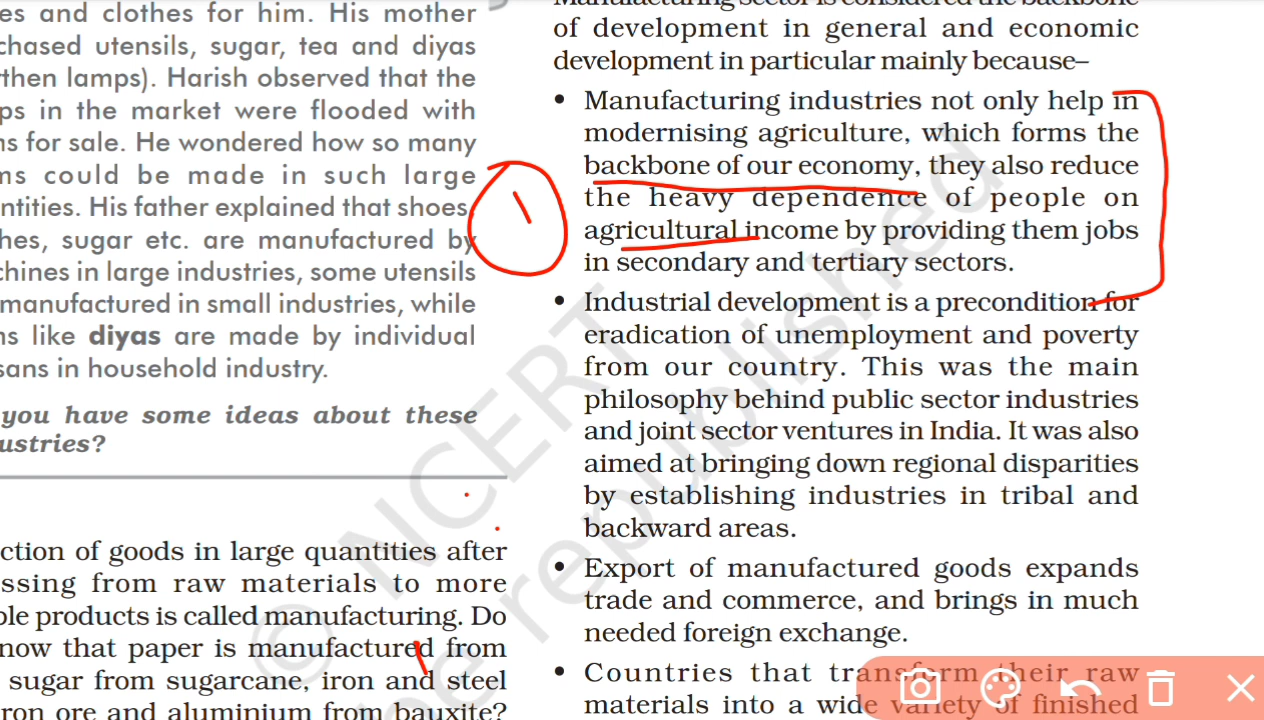 es and clothes for him. His mother
chased utensils, sugar, tea and diyas
then lamps). Harish observed that the
ps in the market were flooded with
ns for sale. He wondered how so many
ms could be made in such large
ntities. His father explained that shoes,
hes, sugar etc. are manufactured by
chines in large industries, some utensils
manufactured in small industries, while
ns like diyas are made by individual
sans in household industry.
you have some ideas about these
ustries?
ction of goods in large quantities after
ssing from raw materials to more
ble products is called manufacturing. Do
now that paper is manufactured from
sugar from sugarcane, iron and steel
ron ore and aluminium from bauxite?
Manufacturing sector is considered the backbone
of development in general and economic
development in particular mainly because–
• Manufacturing industries not only help in
modernising agriculture, which forms the
backbone of our economy, they also reduce
the heavy dependence of people on
agricultural income by providing them jobs
in secondary and tertiary sectors.
• Industrial development is a precondition for
eradication of unemployment and poverty
from our country. This was the main
philosophy behind public sector industries
and joint sector ventures in India. It was also
aimed at bringing down regional disparities
by establishing industries in tribal and
backward areas.
• Export of manufactured goods expands
trade and commerce, and brings in much
needed foreign exchange.
• Countries that transform their raw
materials into a wide variety of finished
© NCERT
be republished